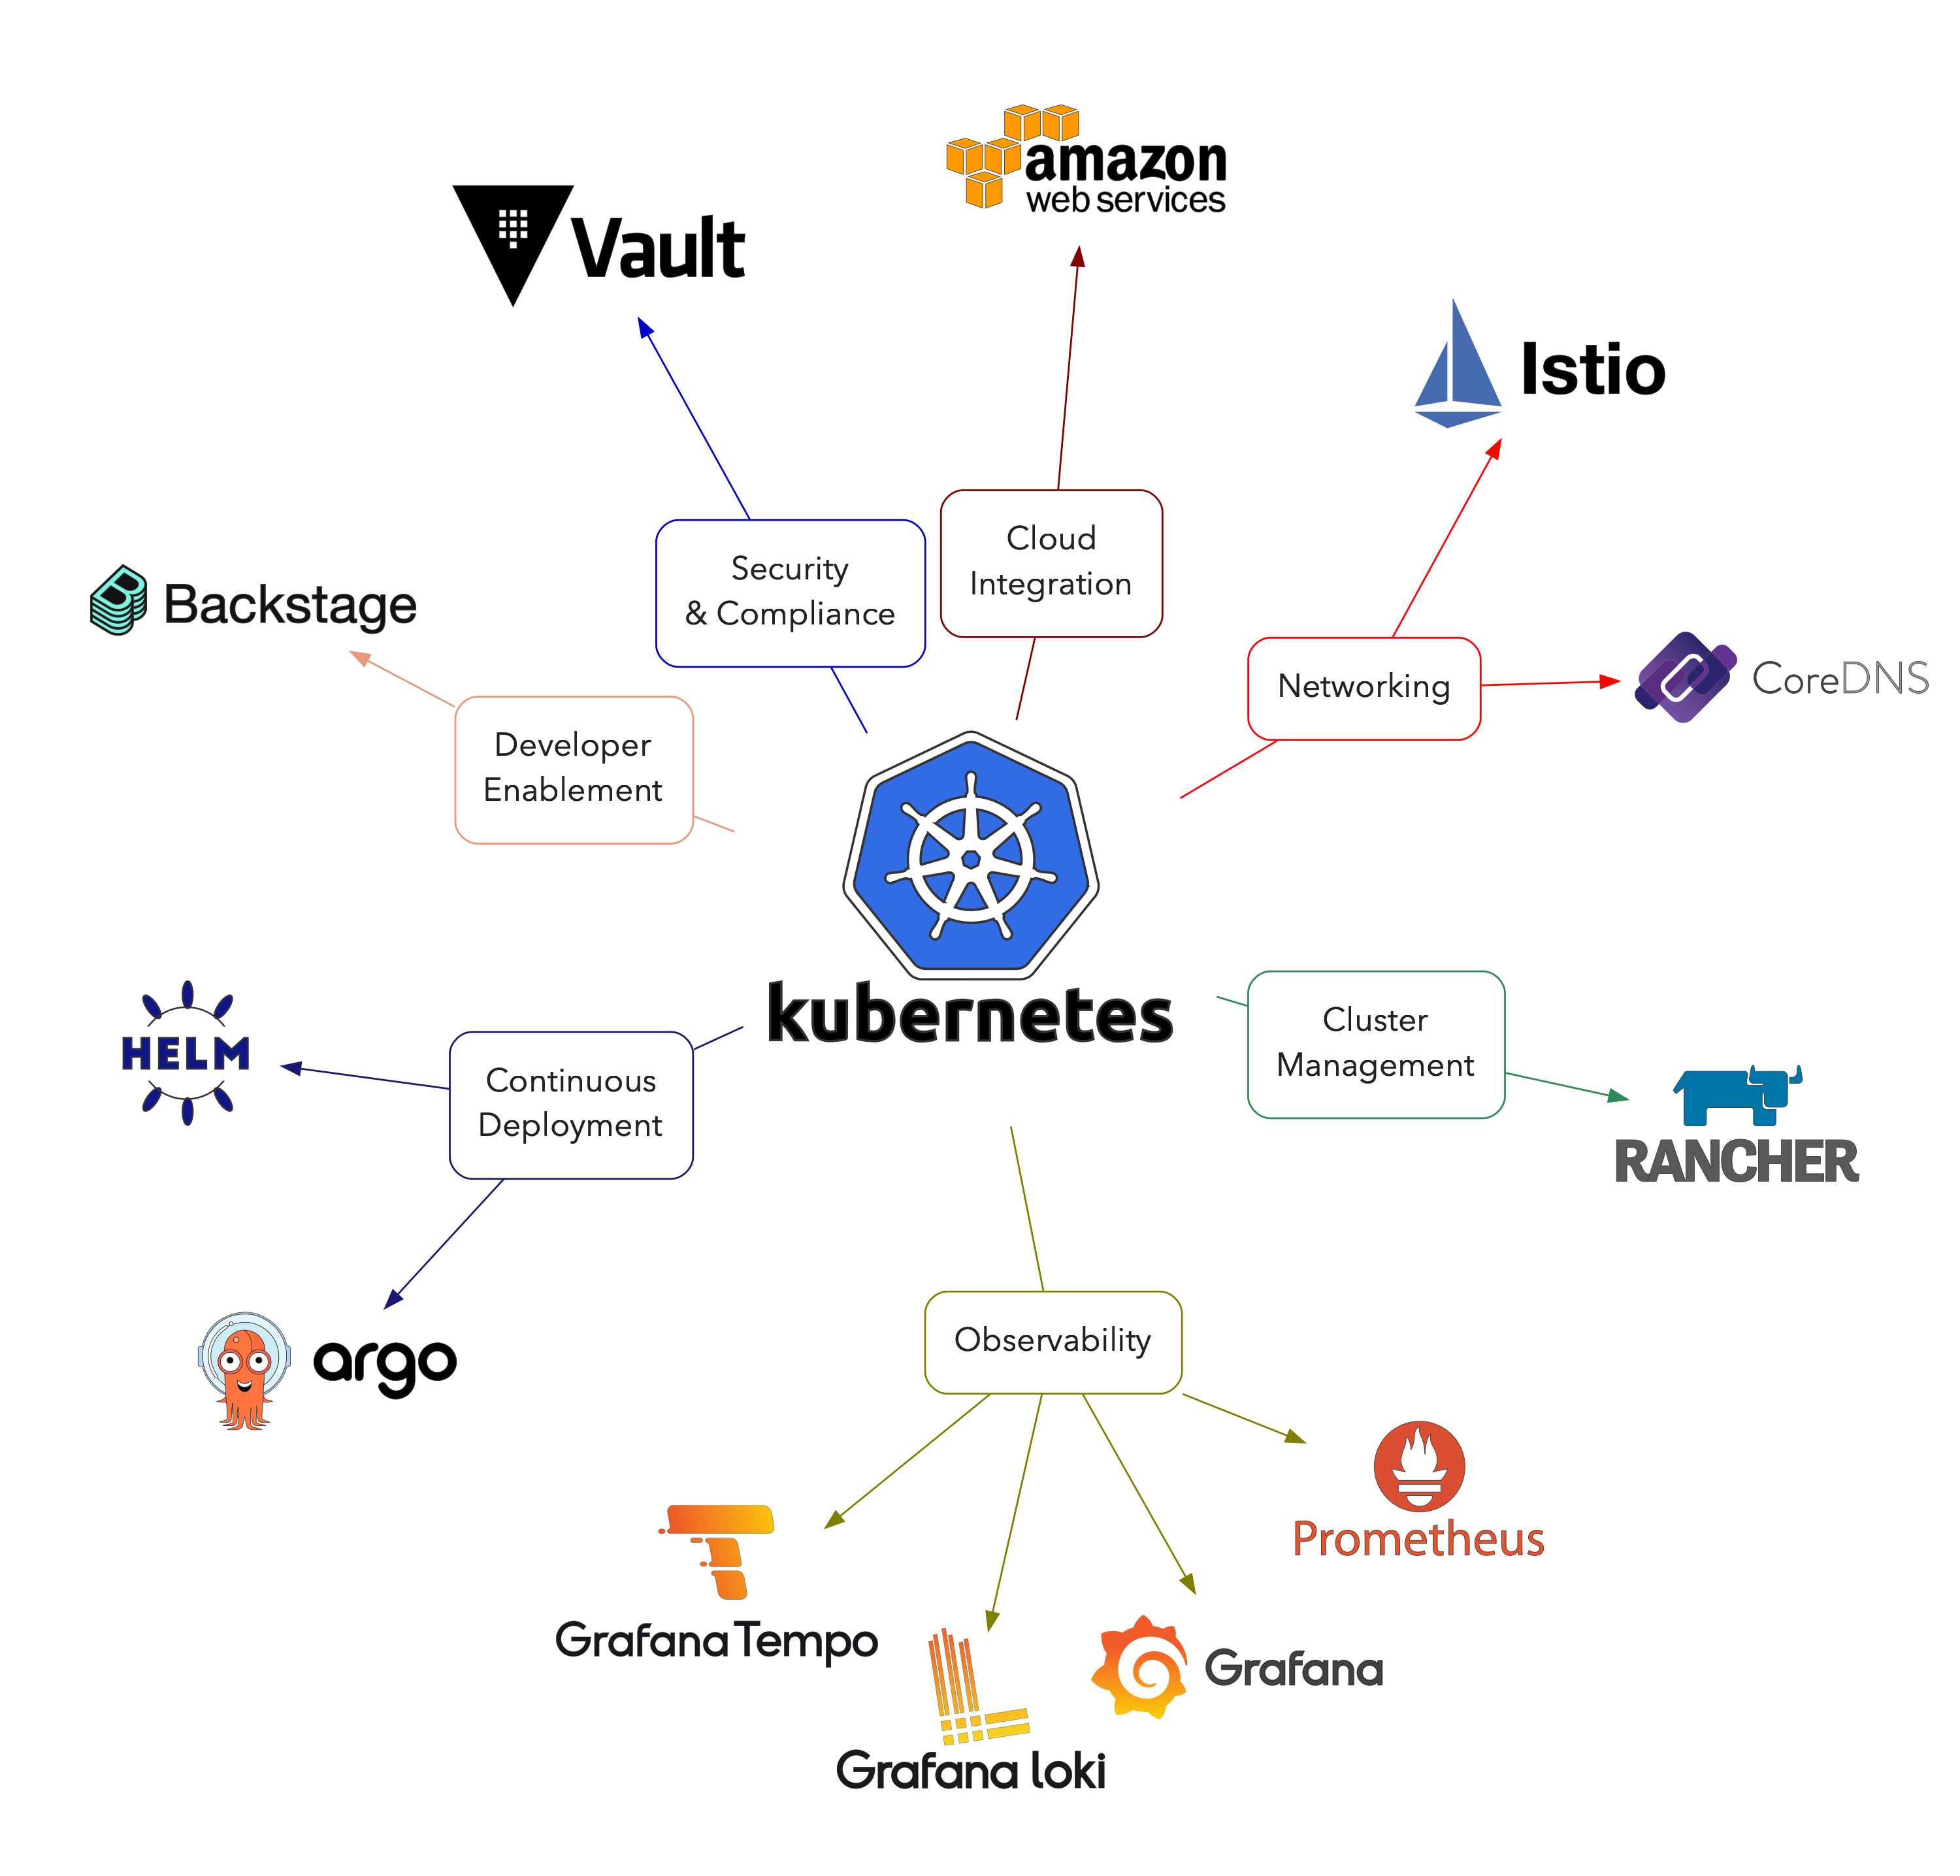 amazon
web services
Vault
Istio
Cloud
Integration
Security
& Compliance
Backstage
Networking
CoreDNS
Developer
Enablement
kubernetes
HELM
Continuous
Deployment
Cluster
Management
RANCHER
argo
Observability
Prometheus
Grafana Tempo
Grafana
Grafana loki